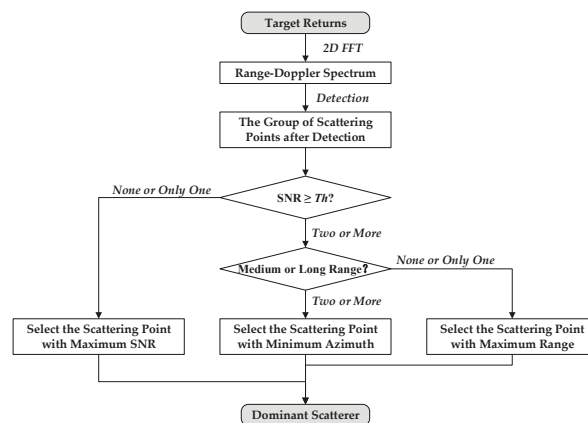 Target Returns
2D FFT
Range-Doppler Spectrum
Detection
The Group of Scattering
Points after Detection
None or Only One
SNR ≥ Th?
Two or More
Medium or Long Range?
None or Only One
Two or More
Select the Scattering Point
with Maximum SNR
Select the Scattering Point
with Minimum Azimuth
Select the Scattering Point
with Maximum Range
Dominant Scatterer